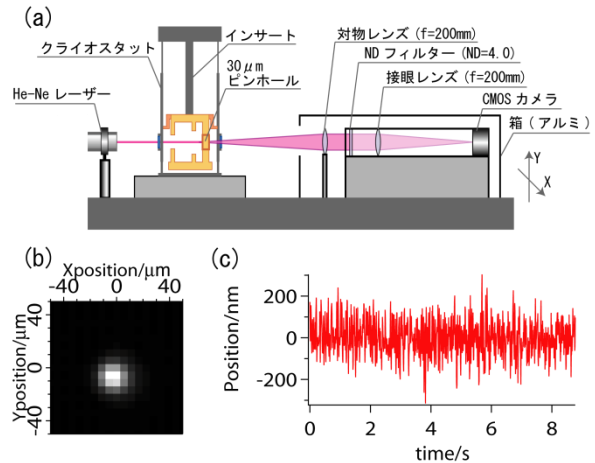 (a)
クライオスタット
インサート
30μm
ピンホール
He-Ne レーザー
対物レンズ (f=200mm)
ND フィルター (ND=4.0)
接眼レンズ (f=200mm)
CMOS カメラ
箱 ( アルミ )
Y
X
(b)
Xposition/μm
-40 0 40
Yposition/μm
-40
0
40
(c)
Position/nm
200
0
-200
0 2 4 6 8
time/s